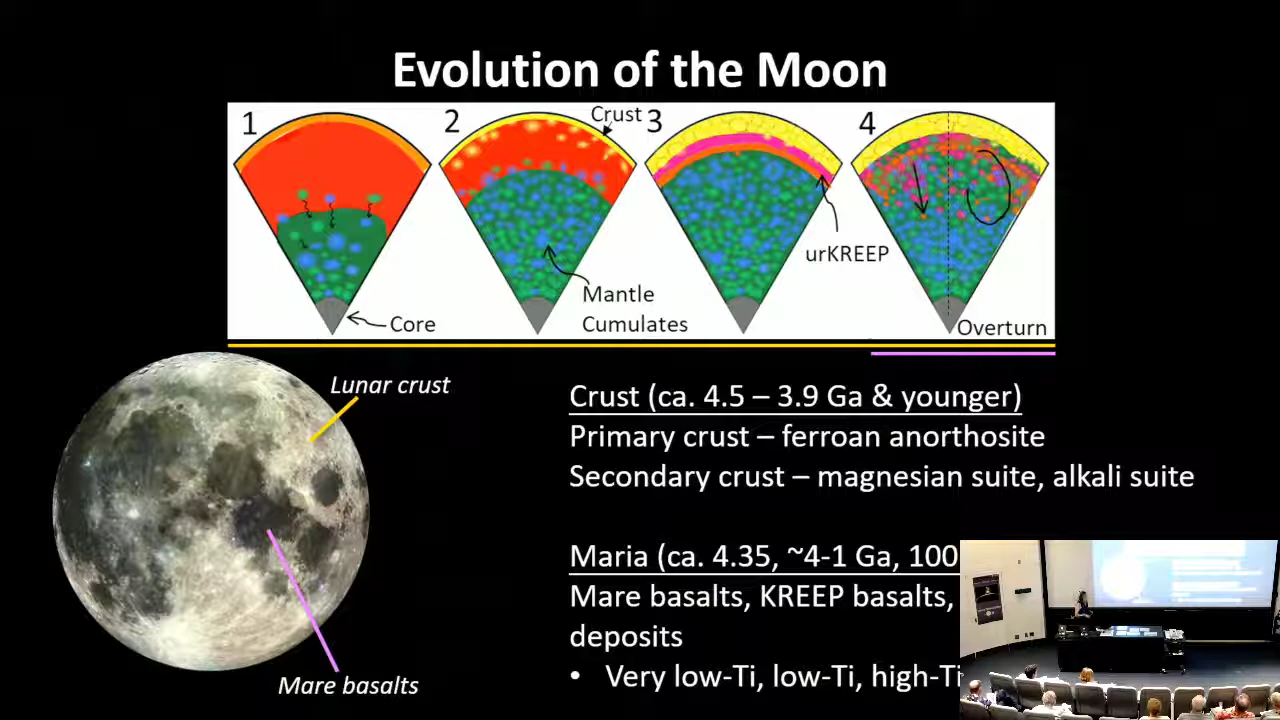 Evolution of the Moon
1
2
Crust
3
4
urKREEP
Mantle
Cumulates
Core
Overturn
Lunar crust
Mare basalts
Crust (ca. 4.5 – 3.9 Ga & younger)
Primary crust – ferroan anorthosite
Secondary crust – magnesian suite, alkali suite
Maria (ca. 4.35, ~4-1 Ga, 100
Mare basalts, KREEP basalts,
deposits
• Very low-Ti, low-Ti, high-Ti